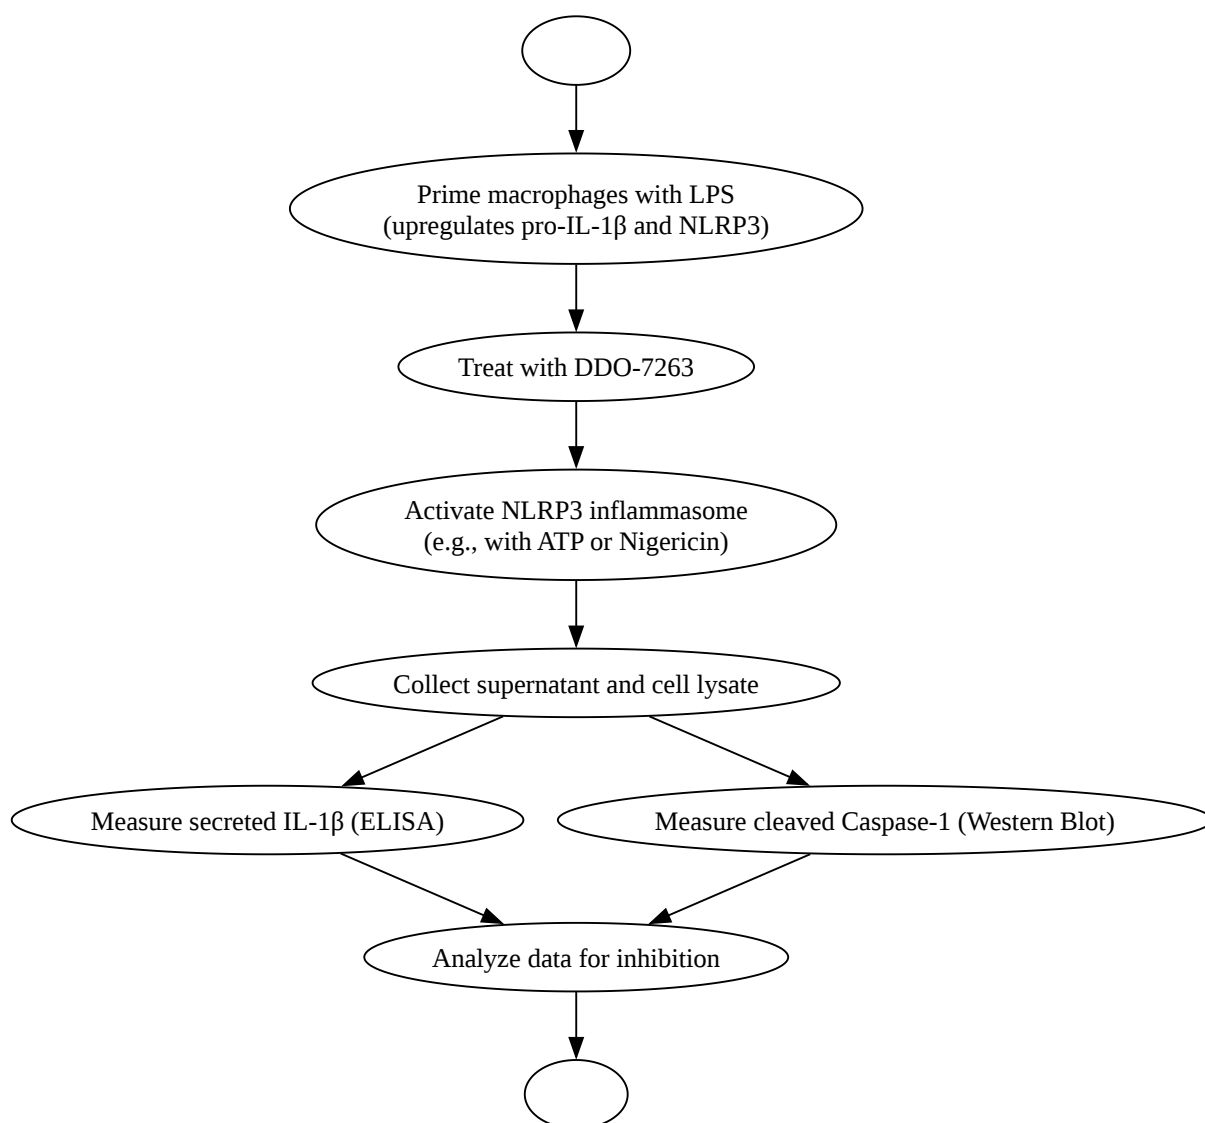 Prime macrophages with LPS
(upregulates pro-IL-1β and NLRP3)
Treat with DDO-7263
Activate NLRP3 inflammasome
(e.g., with ATP or Nigericin)
Collect supernatant and cell lysate
Measure secreted IL-1β (ELISA)
Measure cleaved Caspase-1 (Western Blot)
Analyze data for inhibition